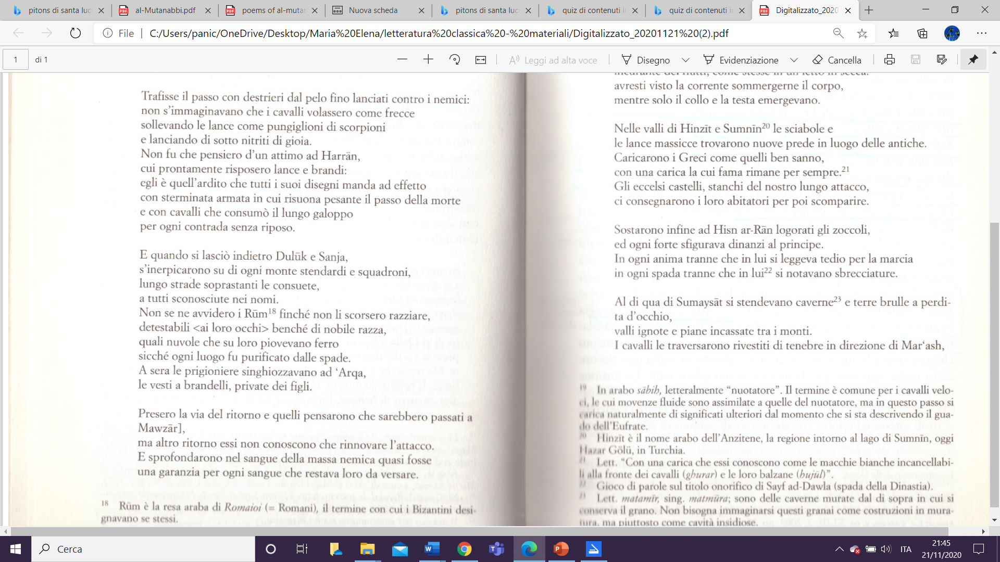 pitons di santa luc
al-Mutanabbi.pdf
poems of al-mutan
Nuova scheda
pitons di santa luc
quiz di contenuti in
quiz di contenuti in
Digitalizzato_2020
File
C:/Users/panic/OneDrive/Desktop/Maria%20Elena/letteratura%20classica%20-%20materiali/Digitalizzato_20201121%20(2).pdf
1 di 1
Leggi ad alta voce
Disegno
Evidenziazione
Cancella
Trafisse il passo con destrieri dal pelo fino lanciati contro i nemici:
non s'immaginavano che i cavalli volassero come frecce
sollevando le lance come pungiglioni di scorpioni
e lanciando di sotto nitriti di gioia.
Non fu che pensiero d'un attimo ad Harrān,
cui prontamente risposero lance e brandi:
egli è quell'ardito che tutti i suoi disegni manda ad effetto
con sterminata armata in cui risuona pesante il passo della morte
e con cavalli che consumò il lungo galoppo
per ogni contrada senza riposo.
E quando si lasciò indietro Dulūk e Sanja,
s'inerpicarono su di ogni monte stendardi e squadroni,
lungo strade soprastanti le consuete,
a tutti sconosciute nei nomi.
Non se ne avvidero i Rūm18 finché non li scorsero razziare,
detestabili <ai loro occhi> benché di nobile razza,
quali nuvole che su loro piovevano ferro
sicché ogni luogo fu purificato dalle spade.
A sera le prigioniere singhiozzavano ad ‘Arqa,
le vesti a brandelli, private dei figli.
Presero la via del ritorno e quelli pensarono che sarebbero passati a
Mawzār],
ma altro ritorno essi non conoscono che rinnovare l'attacco.
E sprofondarono nel sangue della massa nemica quasi fosse
una garanzia per ogni sangue che restava loro da versare.
18 Rūm è la resa araba di Romaioi (= Romani), il termine con cui i Bizantini desi-
gnavano se stessi.
incurante dei flutti, come stesse in un letto in secca:
avresti visto la corrente sommergerne il corpo,
mentre solo il collo e la testa emergevano.
Nelle valli di Hinzīt e Sumnīn20 le sciabole e
le lance massicce trovarono nuove prede in luogo delle antiche.
Caricarono i Greci come quelli ben sanno,
con una carica la cui fama rimane per sempre.21
Gli eccelsi castelli, stanchi del nostro lungo attacco,
ci consegnarono i loro abitatori per poi scomparire.
Sostarono infine ad Hisn ar-Rān logorati gli zoccoli,
ed ogni forte sfigurava dinanzi al principe.
In ogni anima tranne che in lui si leggeva tedio per la marcia
in ogni spada tranne che in lui22 si notavano sbrecciature.
Al di qua di Sumaysāt si stendevano caverne23 e terre brulle a perdi-
ta d'occhio,
valli ignote e piane incassate tra i monti.
I cavalli le traversarono rivestiti di tenebre in direzione di Mar‘ash,
19 In arabo sābih, letteralmente “nuotatore”. Il termine è comune per i cavalli velo-
ci, le cui movenze fluide sono assimilate a quelle del nuotatore, ma in questo passo si
carica naturalmente di significati ulteriori dal momento che si sta descrivendo il gua-
do dell'Eufrate.
20 Hinzīt è il nome arabo dell'Anzitene, la regione intorno al lago di Sumnīn, oggi
Hazar Gölü, in Turchia.
21 Lett. “Con una carica che essi conoscono come le macchie bianche incancellabi-
li alla fronte dei cavalli (ghurar) e le loro balzane (hujūl)”.
22 Gioco di parole sul titolo onorifico di Sayf ad-Dawla (spada della Dinastia).
23 Lett. matamīr, sing. matmūra; sono delle caverne murate dal di sopra in cui si
conserva il grano. Non bisogna immaginarsi questi granai come costruzioni in mura-
tura, ma piuttosto come cavità insidiose.
Cerca
ITA
21:45
21/11/2020